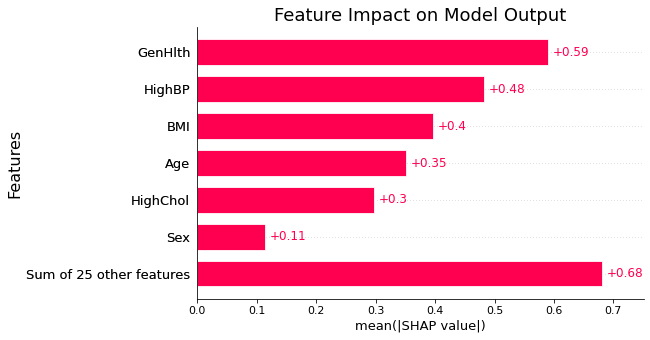 Feature Impact on Model Output
Features
GenHlth +0.59
HighBP +0.48
BMI +0.4
Age +0.35
HighChol +0.3
Sex +0.11
Sum of 25 other features +0.68
0.0 0.1 0.2 0.3 0.4 0.5 0.6 0.7
mean(|SHAP value|)